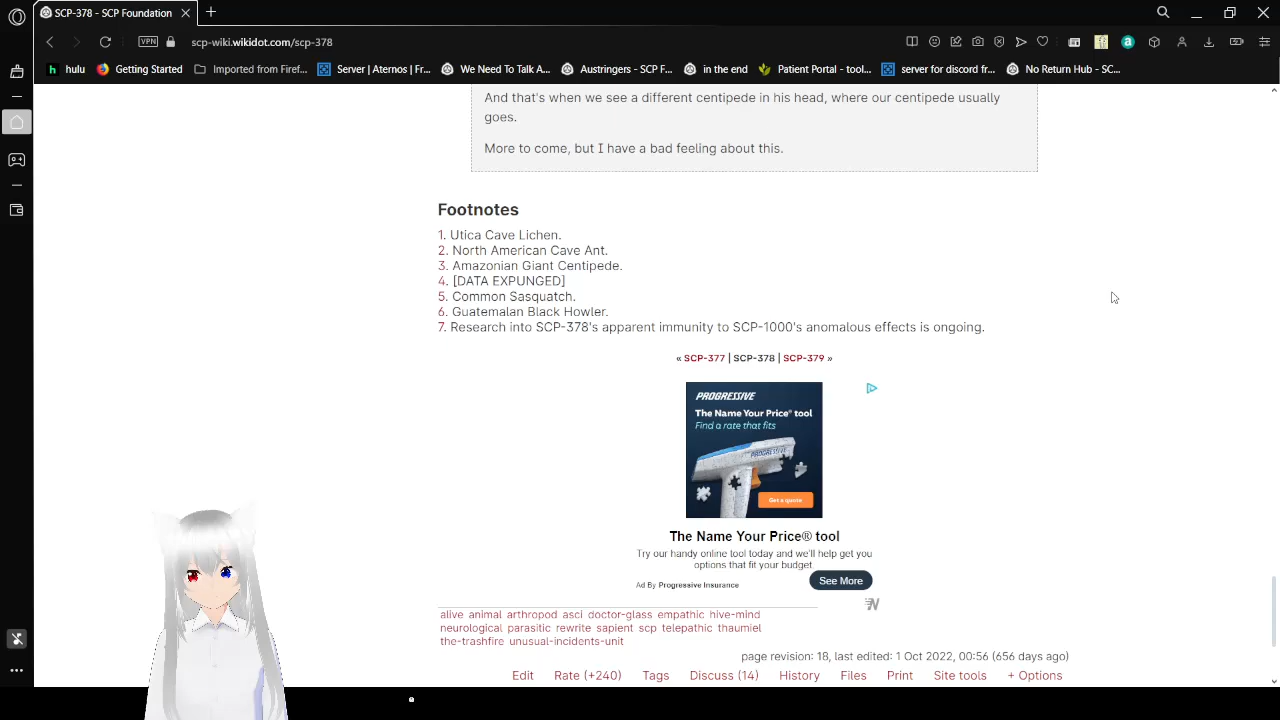 SCP-378 - SCP Foundation
VPN
scp-wiki.wikidot.com/scp-378
a
h hulu
Getting Started
Imported from Firef...
Server | Aternos | Fr...
We Need To Talk A...
Austringers - SCP F...
in the end
Patient Portal - tool...
server for discord fr...
No Return Hub - SC...
And that's when we see a different centipede in his head, where our centipede usually
goes.
More to come, but I have a bad feeling about this.
Footnotes
1. Utica Cave Lichen.
2. North American Cave Ant.
3. Amazonian Giant Centipede.
4. [DATA EXPUNGED]
5. Common Sasquatch.
6. Guatemalan Black Howler.
7. Research into SCP-378's apparent immunity to SCP-1000's anomalous effects is ongoing.
« SCP-377 | SCP-378 | SCP-379 »
PROGRESSIVE
The Name Your Price® tool
Find a rate that fits
PROGRESSIVE
Get a quote
The Name Your Price® tool
Try our handy online tool today and we'll help get you
options that fit your budget.
Ad By Progressive Insurance
See More
N
alive animal arthropod asci doctor-glass empathic hive-mind
neurological parasitic rewrite sapient scp telepathic thaumiel
the-trashfire unusual-incidents-unit
page revision: 18, last edited: 1 Oct 2022, 00:56 (656 days ago)
Edit Rate (+240) Tags Discuss (14) History Files Print Site tools + Options